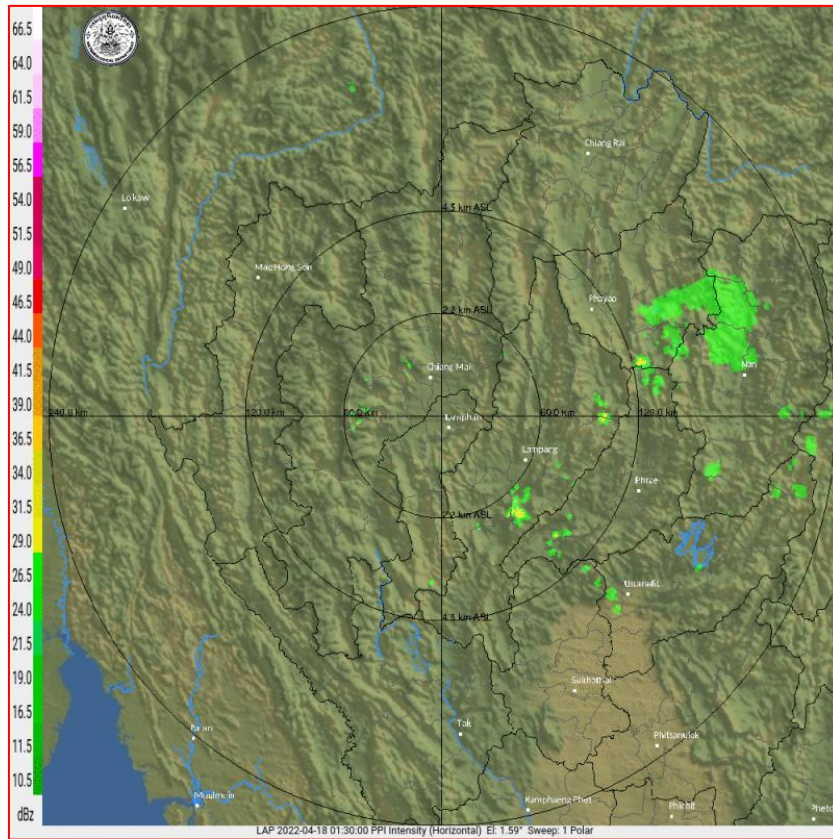 66.5
64.0
61.5
59.0
56.5
54.0
51.5
49.0
46.5
44.0
41.5
39.0
36.5
34.0
31.5
29.0
26.5
24.0
21.5
19.0
16.5
11.5
10.5
dBz
Chiang Rai
Lo kaw
4.5 km ASL
Mae Hong Son
Phayao
2.2 km ASL
Chiang Mai
Nan
240.0 km
120.0 km
60.0 km
60.0 km
120.0 km
Lamphun
Lampang
Phrae
2.2 km ASL
Uttaradit
4.5 km ASL
Sukhothai
Tak
Pa-an
Phitsanulok
Moulmein
Kamphaeng Phet
Phichit
LAP 2022-04-18 01:30:00 PPI Intensity (Horizontal) El: 1.59° Sweep: 1 Polar